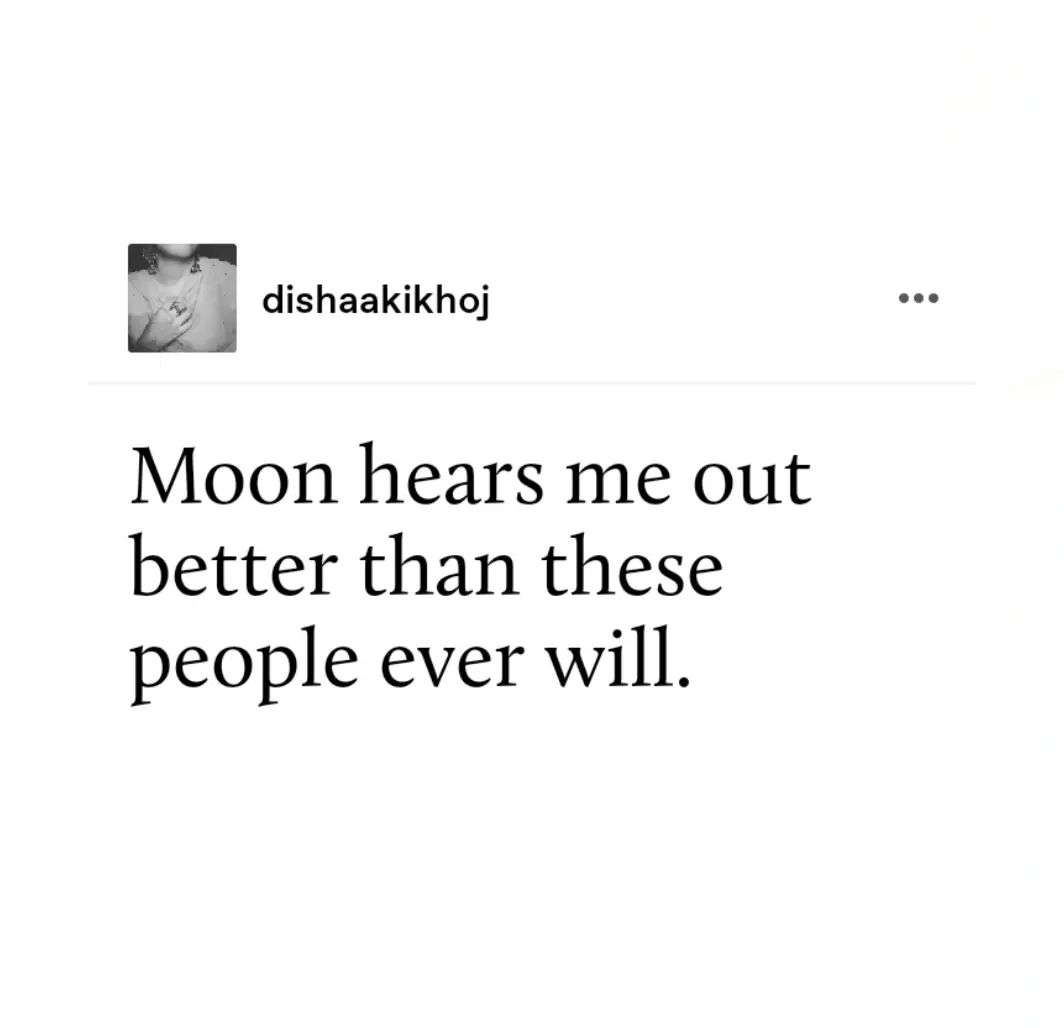 dishaakikhoj
Moon hears me out
better than these
people ever will.